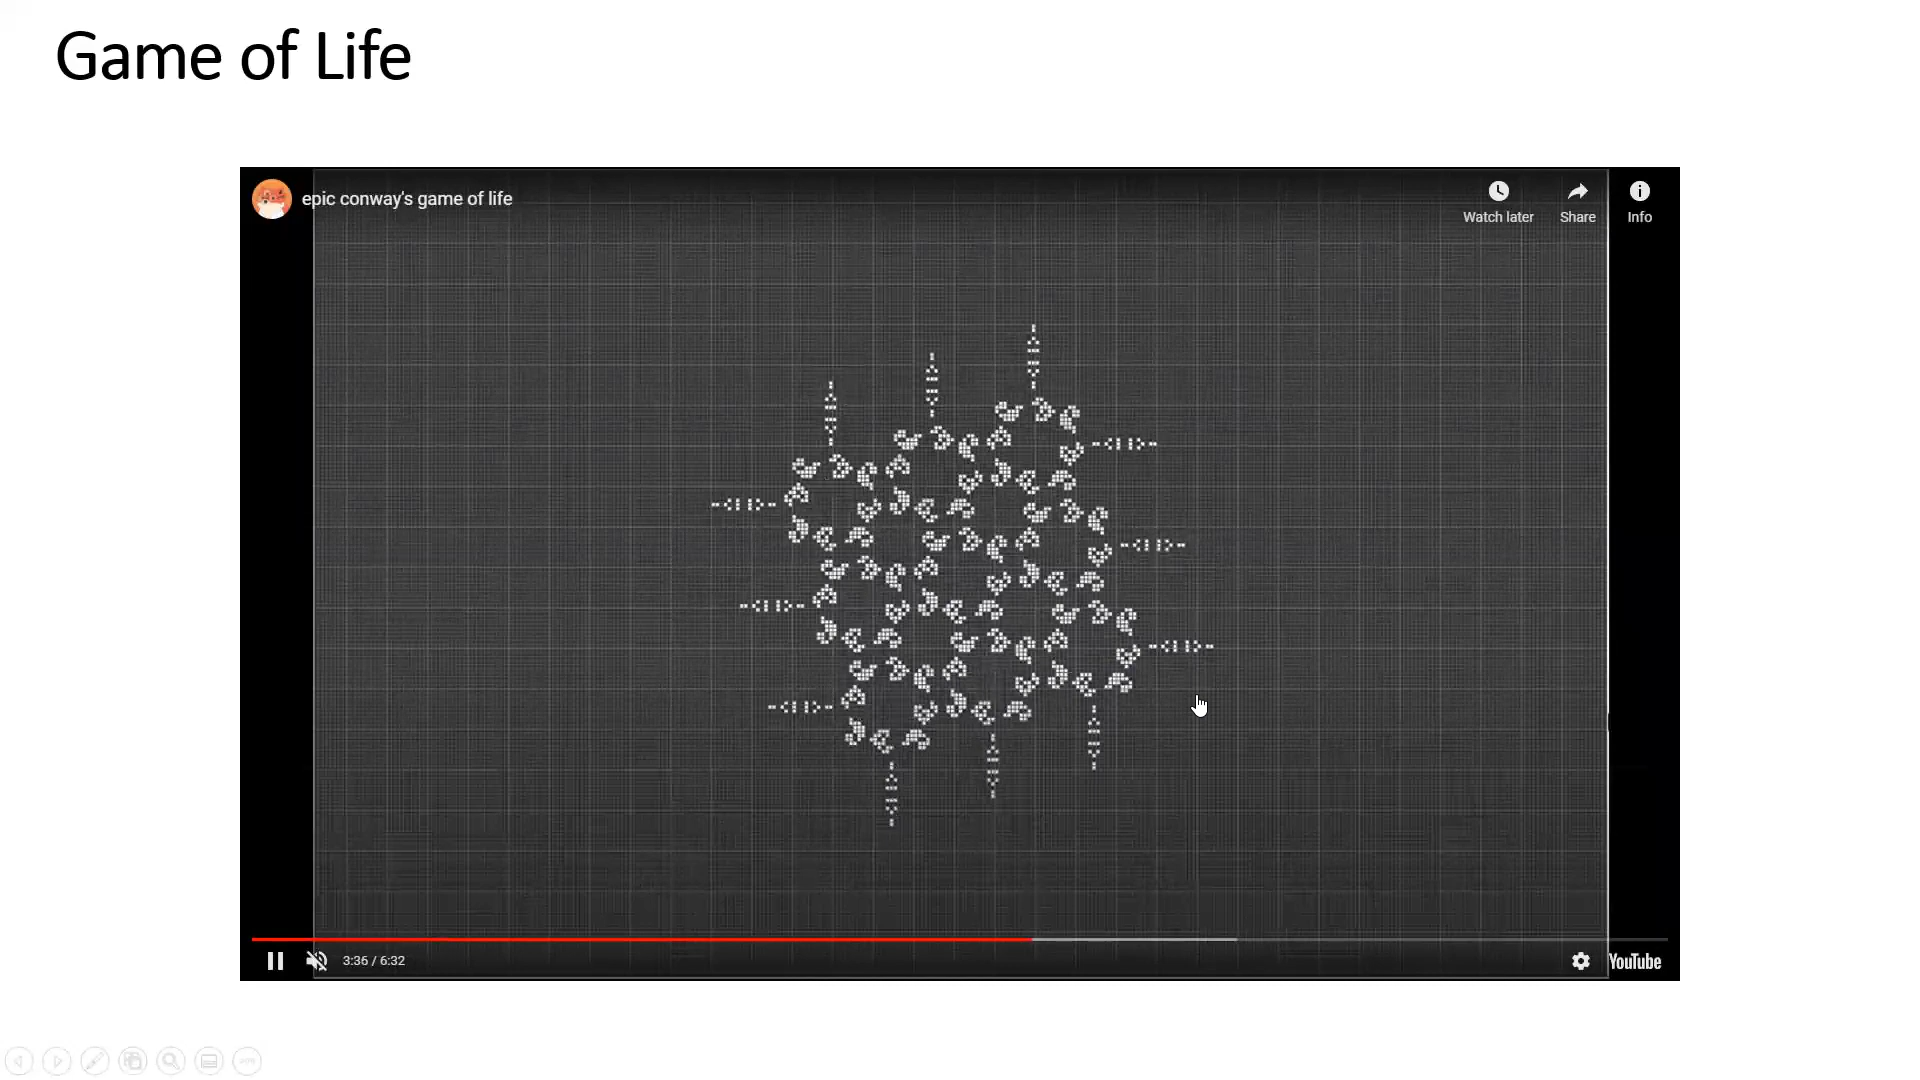 Game of Life
epic conway's game of life
Watch later
Share
Info
3:36 / 6:32
YouTube